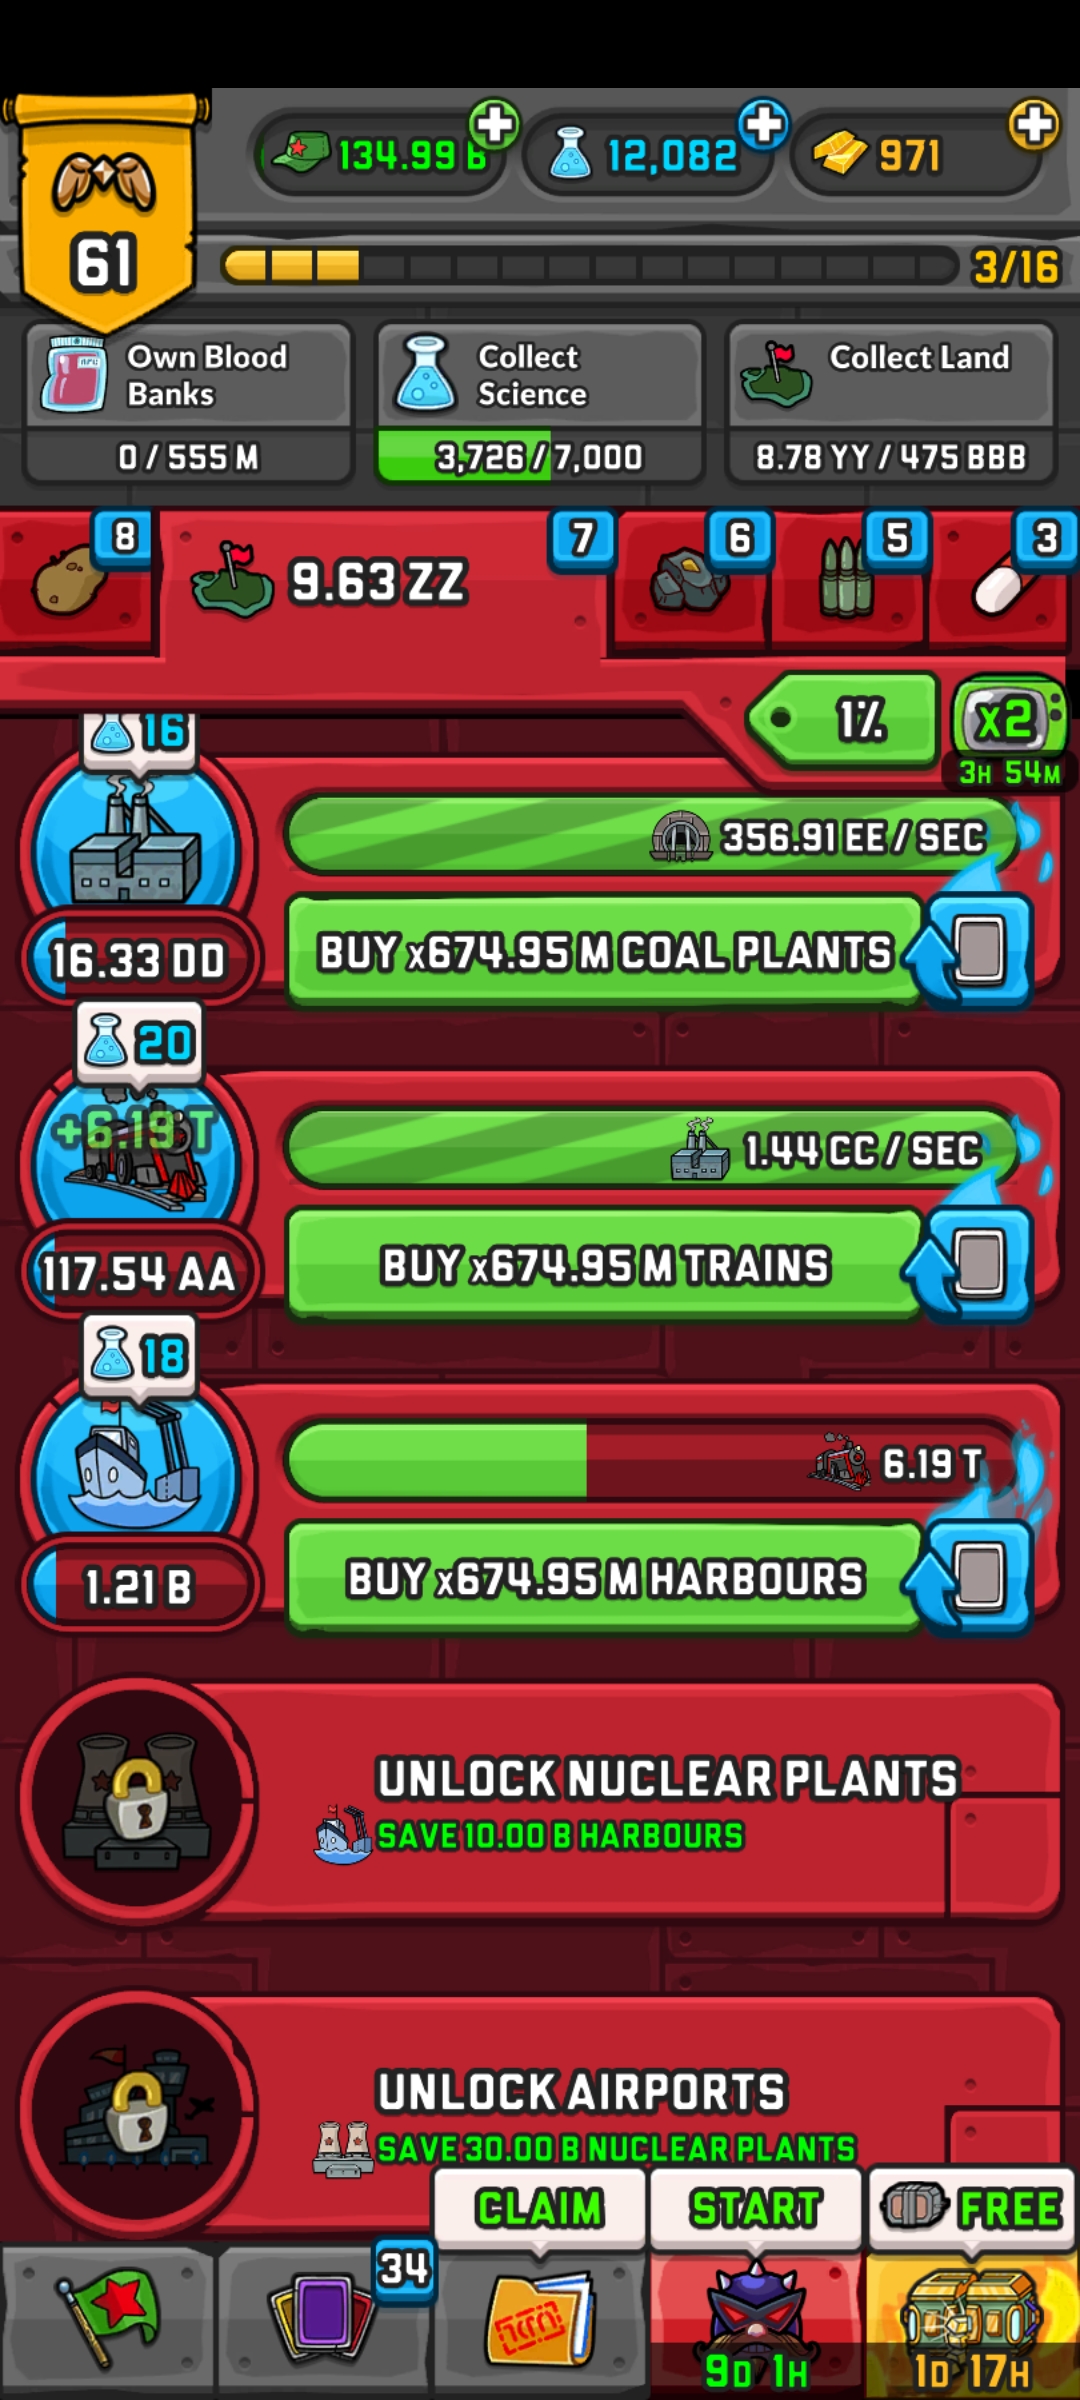 134.99 B
12,082
971
61
3/16
Own Blood
Banks
0 / 555 M
Collect
Science
3,726 / 7,000
Collect Land
8.78 YY / 475 BBB
8
9.63 ZZ
7
6
5
3
1%
x2
3H 54M
16
356.91 EE / SEC
16.33 DD
BUY x674.95 M COAL PLANTS
20
+6.19 T
1.44 CC / SEC
117.54 AA
BUY x674.95 M TRAINS
18
6.19 T
1.21 B
BUY x674.95 M HARBOURS
UNLOCK NUCLEAR PLANTS
SAVE 10.00 B HARBOURS
UNLOCK AIRPORTS
SAVE 30.00 B NUCLEAR PLANTS
CLAIM
START
FREE
34
9D 1H
1D 17H